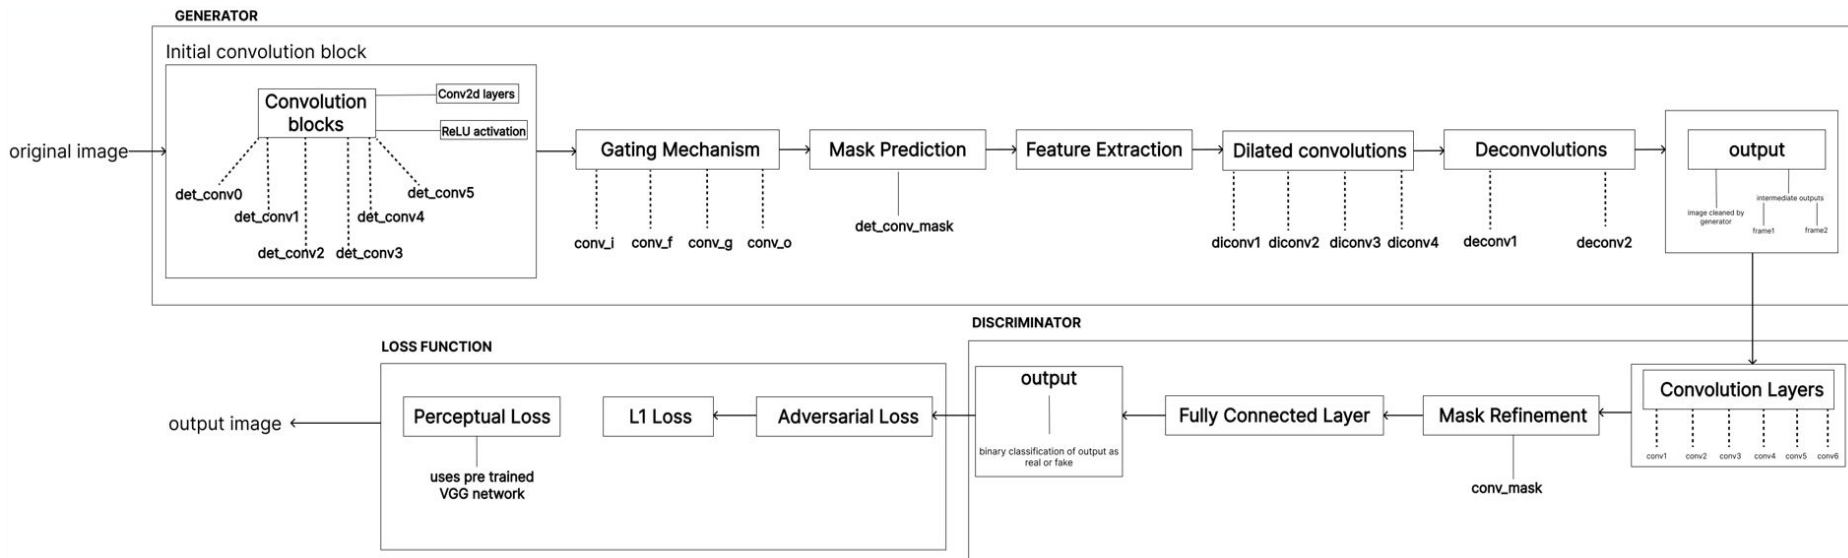 GENERATOR
Initial convolution block
Convolution
blocks
Conv2d layers
ReLU activation
original image
det_conv0
det_conv1
det_conv2
det_conv3
det_conv4
det_conv5
Gating Mechanism
conv_i
conv_f
conv_g
conv_o
Mask Prediction
det_conv_mask
Feature Extraction
Dilated convolutions
diconv1
diconv2
diconv3
diconv4
Deconvolutions
deconv1
deconv2
output
image cleaned by
generator
intermediate outputs
frame1
frame2
DISCRIMINATOR
Convolution Layers
conv1
conv2
conv3
conv4
conv5
conv6
Mask Refinement
conv_mask
Fully Connected Layer
output
binary classification of output as
real or fake
LOSS FUNCTION
Adversarial Loss
L1 Loss
Perceptual Loss
uses pre trained
VGG network
output image